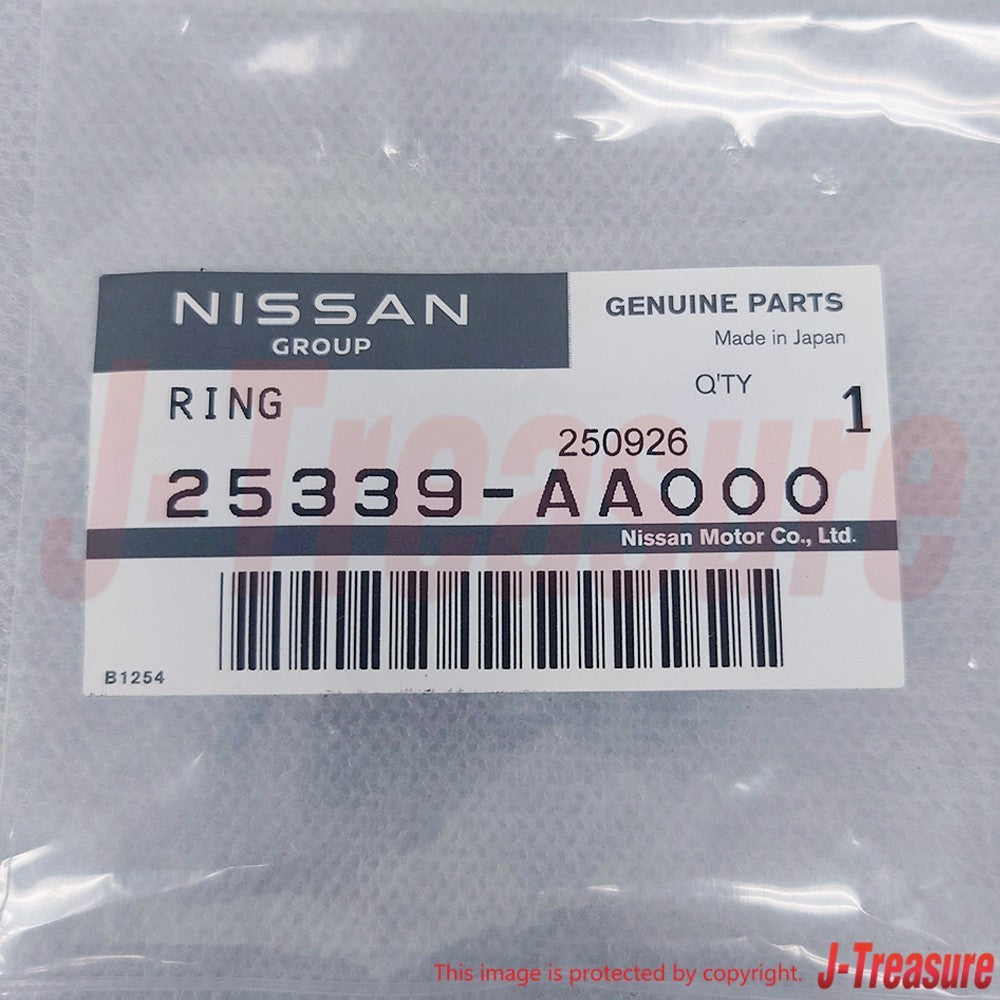 NISSAN
GROUP
GENUINE PARTS
Made in Japan
RING
Q'TY
1
250926
25339-AA000
Nissan Motor Co., Ltd.
B1254
J-Treasure
This image is protected by copyright. J-Treasure